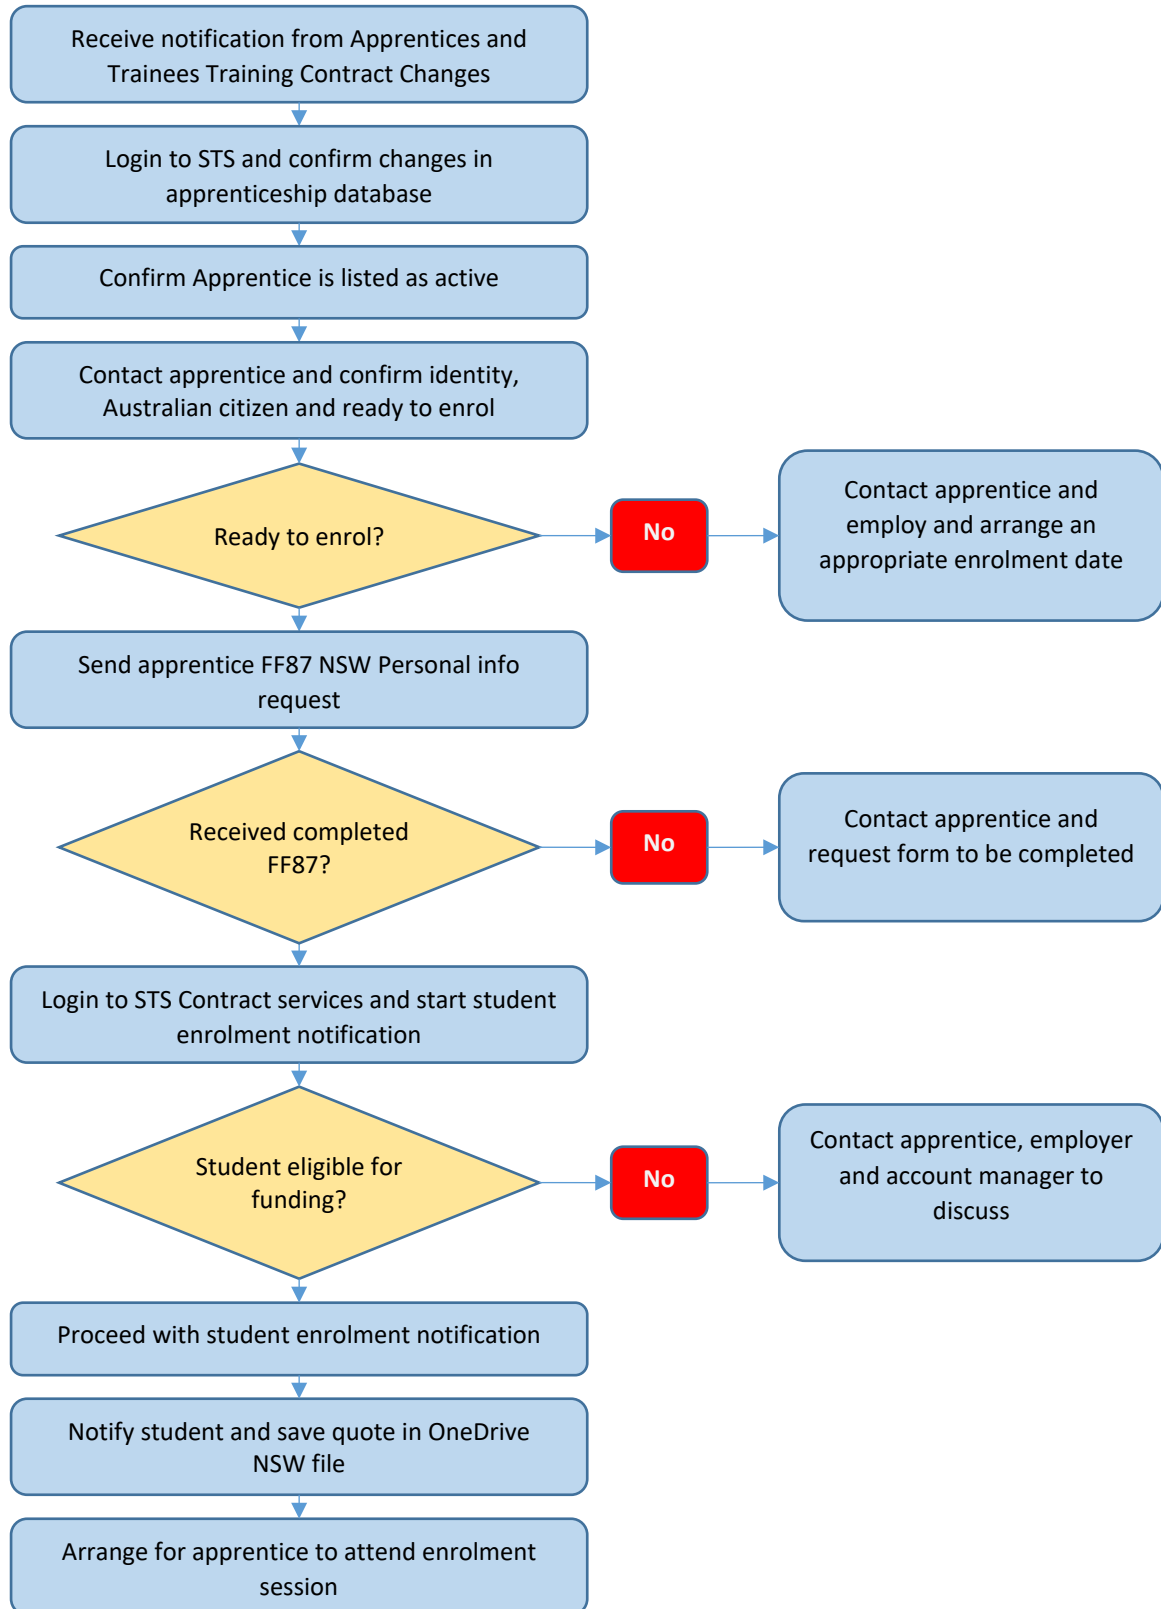 Receive notification from Apprentices and
Trainees Training Contract Changes
Login to STS and confirm changes in
apprenticeship database
Confirm Apprentice is listed as active
Contact apprentice and confirm identity,
Australian citizen and ready to enrol
Ready to enrol?
No
Contact apprentice and
employ and arrange an
appropriate enrolment date
Send apprentice FF87 NSW Personal info
request
Received completed
FF87?
No
Contact apprentice and
request form to be completed
Login to STS Contract services and start student
enrolment notification
Student eligible for
funding?
No
Contact apprentice, employer
and account manager to
discuss
Proceed with student enrolment notification
Notify student and save quote in OneDrive
NSW file
Arrange for apprentice to attend enrolment
session